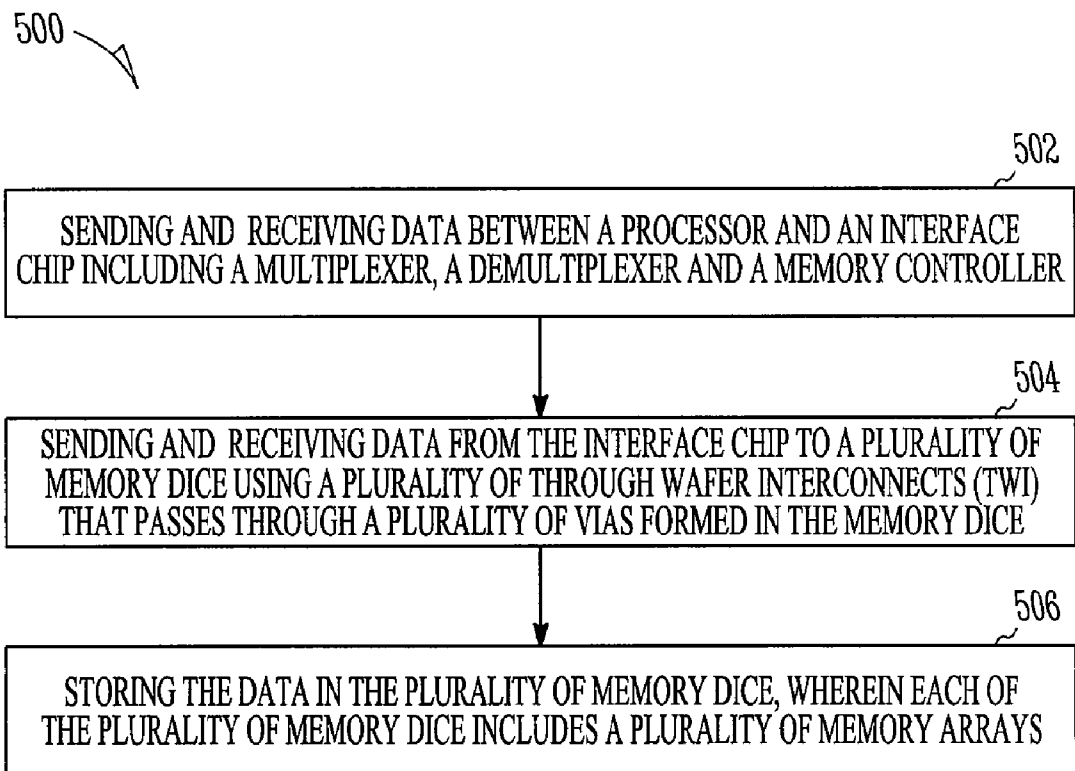 500
502
SENDING AND RECEIVING DATA BETWEEN A PROCESSOR AND AN INTERFACE
CHIP INCLUDING A MULTIPLEXER, A DEMULTIPLEXER AND A MEMORY CONTROLLER
504
SENDING AND RECEIVING DATA FROM THE INTERFACE CHIP TO A PLURALITY OF
MEMORY DICE USING A PLURALITY OF THROUGH WAFER INTERCONNECTS (TWI)
THAT PASSES THROUGH A PLURALITY OF VIAS FORMED IN THE MEMORY DICE
506
STORING THE DATA IN THE PLURALITY OF MEMORY DICE, WHEREIN EACH OF
THE PLURALITY OF MEMORY DICE INCLUDES A PLURALITY OF MEMORY ARRAYS